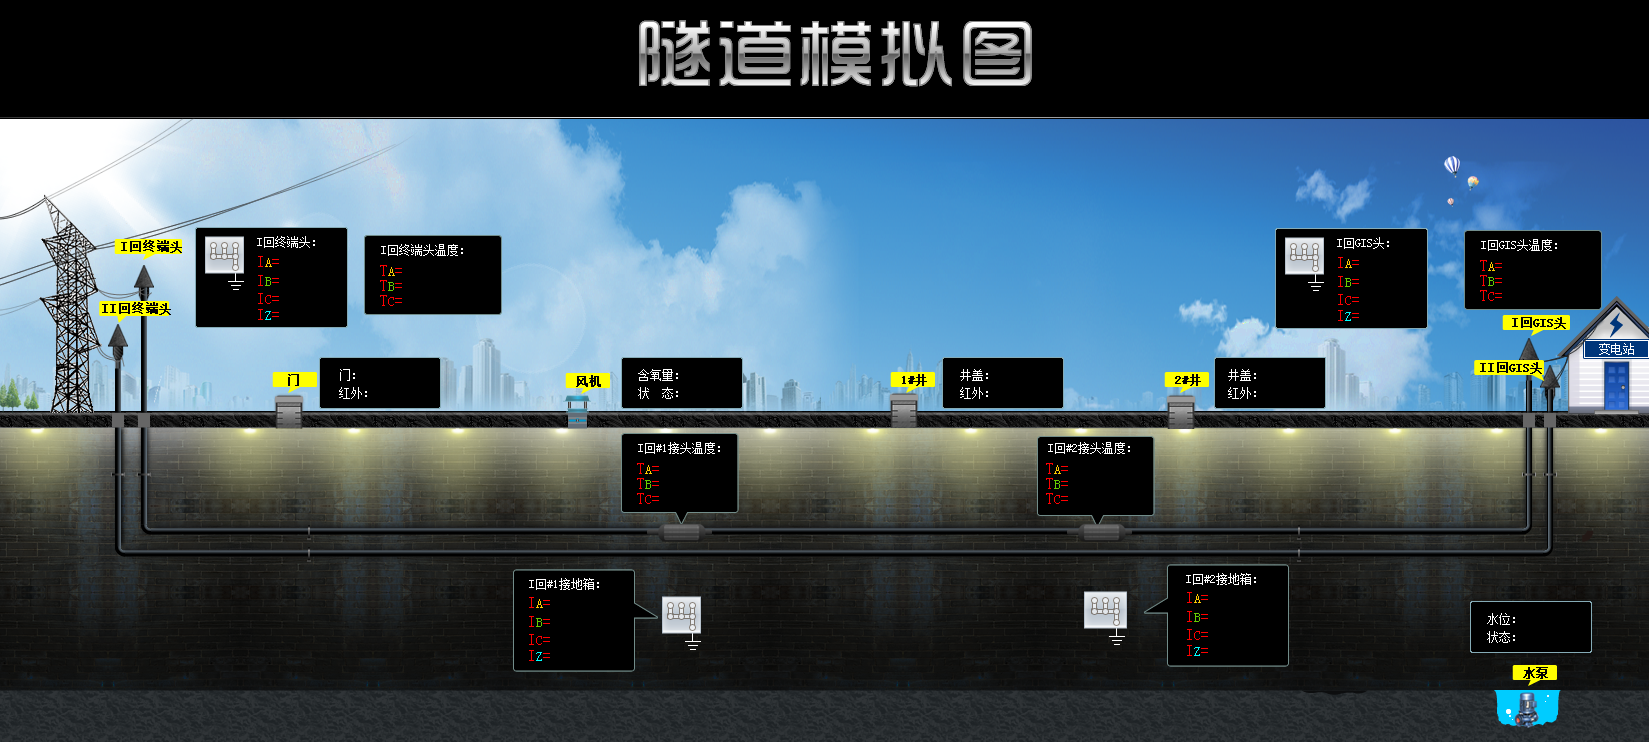 隧道模拟图
I回终端头
II回终端头
I回终端头:
IA=
IB=
IC=
IZ=
I回终端头温度:
TA=
TB=
TC=
I回GIS头:
IA=
IB=
IC=
IZ=
I回GIS头温度:
TA=
TB=
TC=
I回GIS头
II回GIS头
变电站
门
门:
红外:
风机
含氧量:
状 态:
1#井
井盖:
红外:
2#井
井盖:
红外:
I回#1接头温度:
TA=
TB=
TC=
I回#2接头温度:
TA=
TB=
TC=
I回#1接地箱:
IA=
IB=
IC=
IZ=
I回#2接地箱:
IA=
IB=
IC=
IZ=
水位:
状态:
水泵